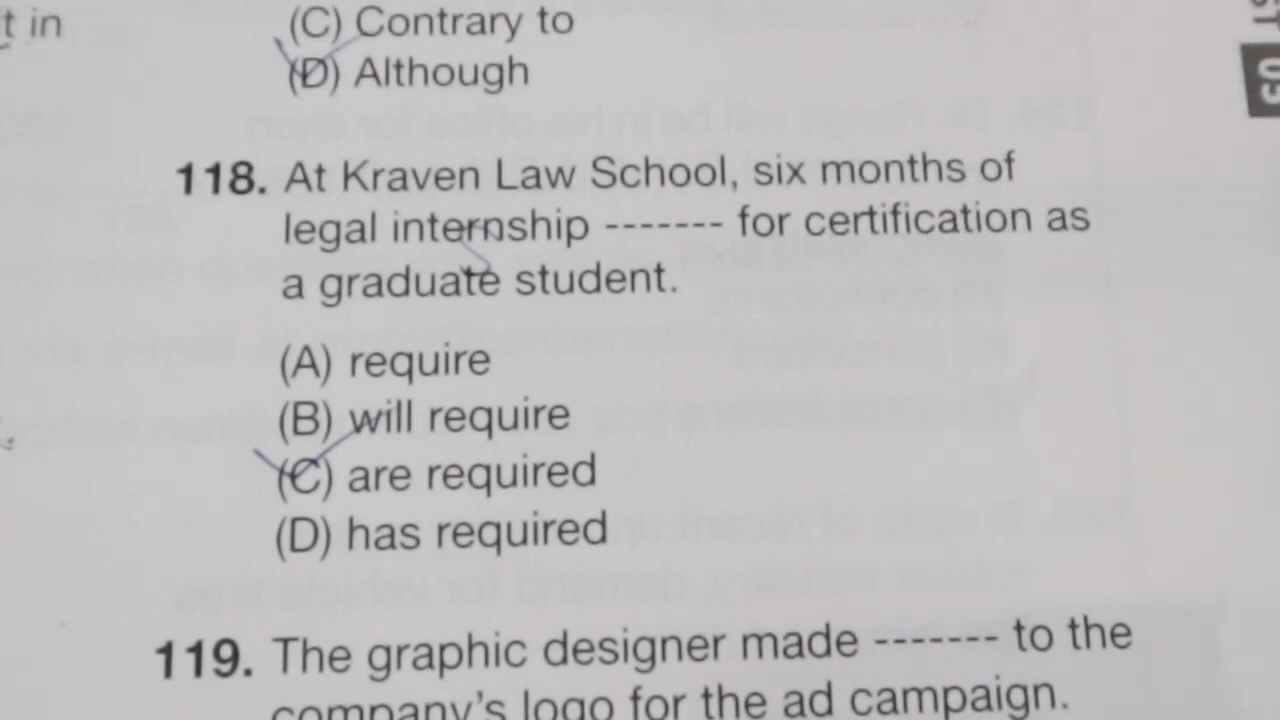 t in
(C) Contrary to
(D) Although
118. At Kraven Law School, six months of
legal internship ------- for certification as
a graduate student.
(A) require
(B) will require
(C) are required
(D) has required
119. The graphic designer made ------- to the
company's logo for the ad campaign.
03